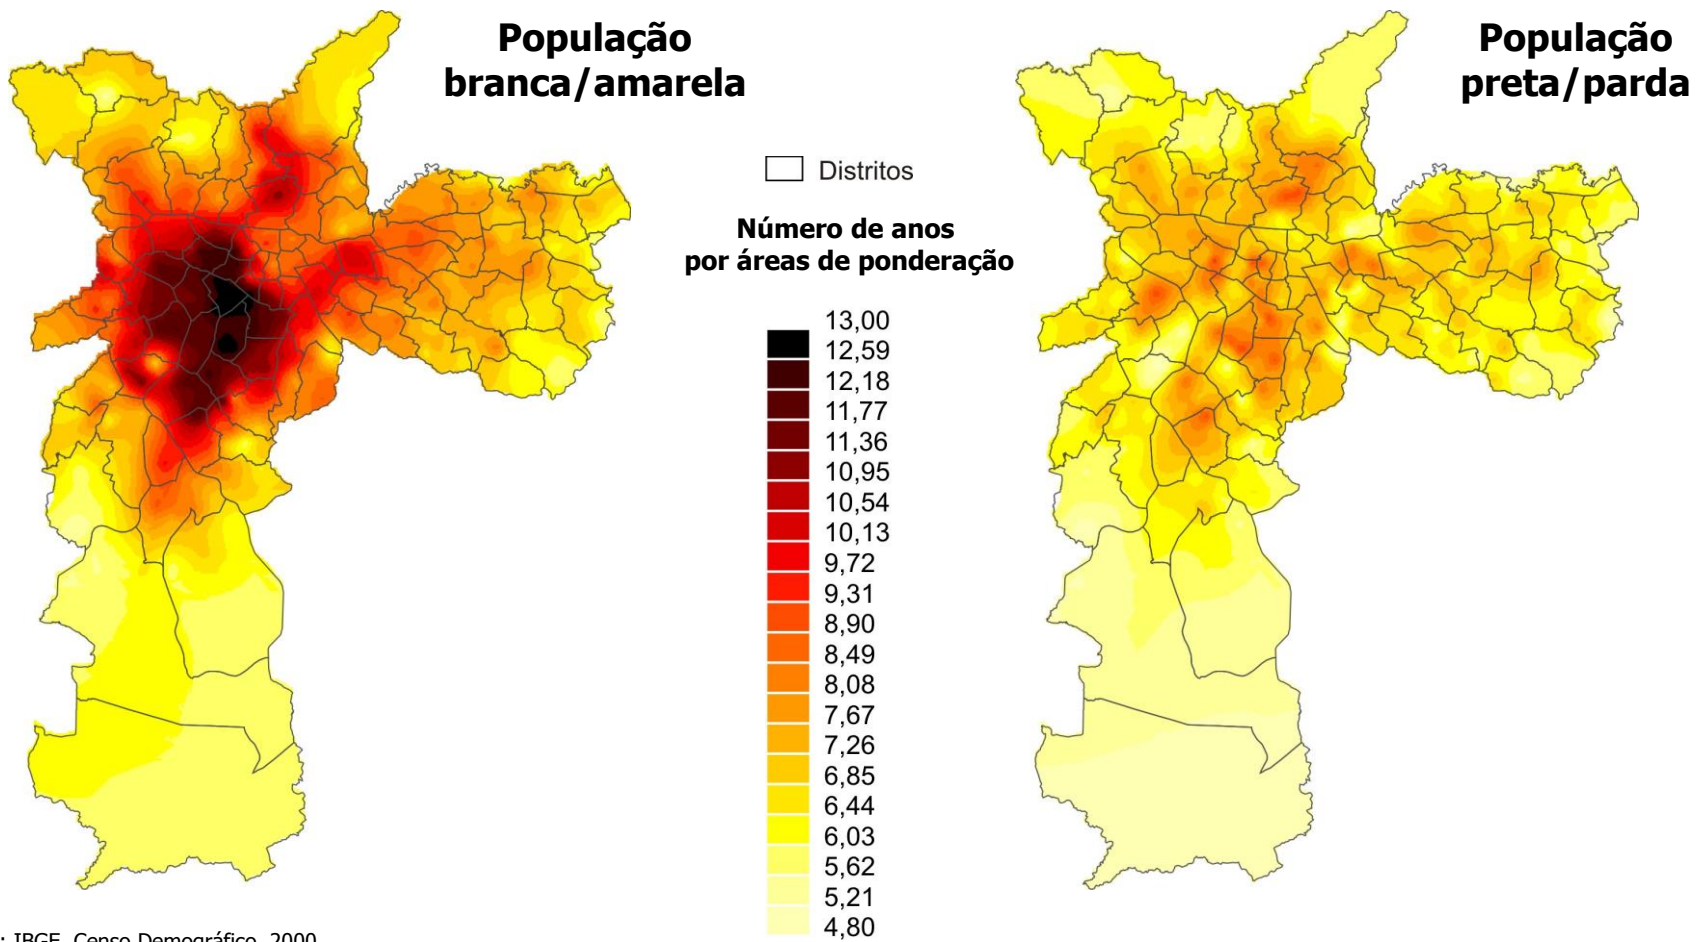 População
branca/amarela
População
preta/parda
Distritos
Número de anos
por áreas de ponderação
13,00
12,59
12,18
11,77
11,36
10,95
10,54
10,13
9,72
9,31
8,90
8,49
8,08
7,67
7,26
6,85
6,44
6,03
5,62
5,21
4,80
: IBGE. Censo Demográfico, 2000